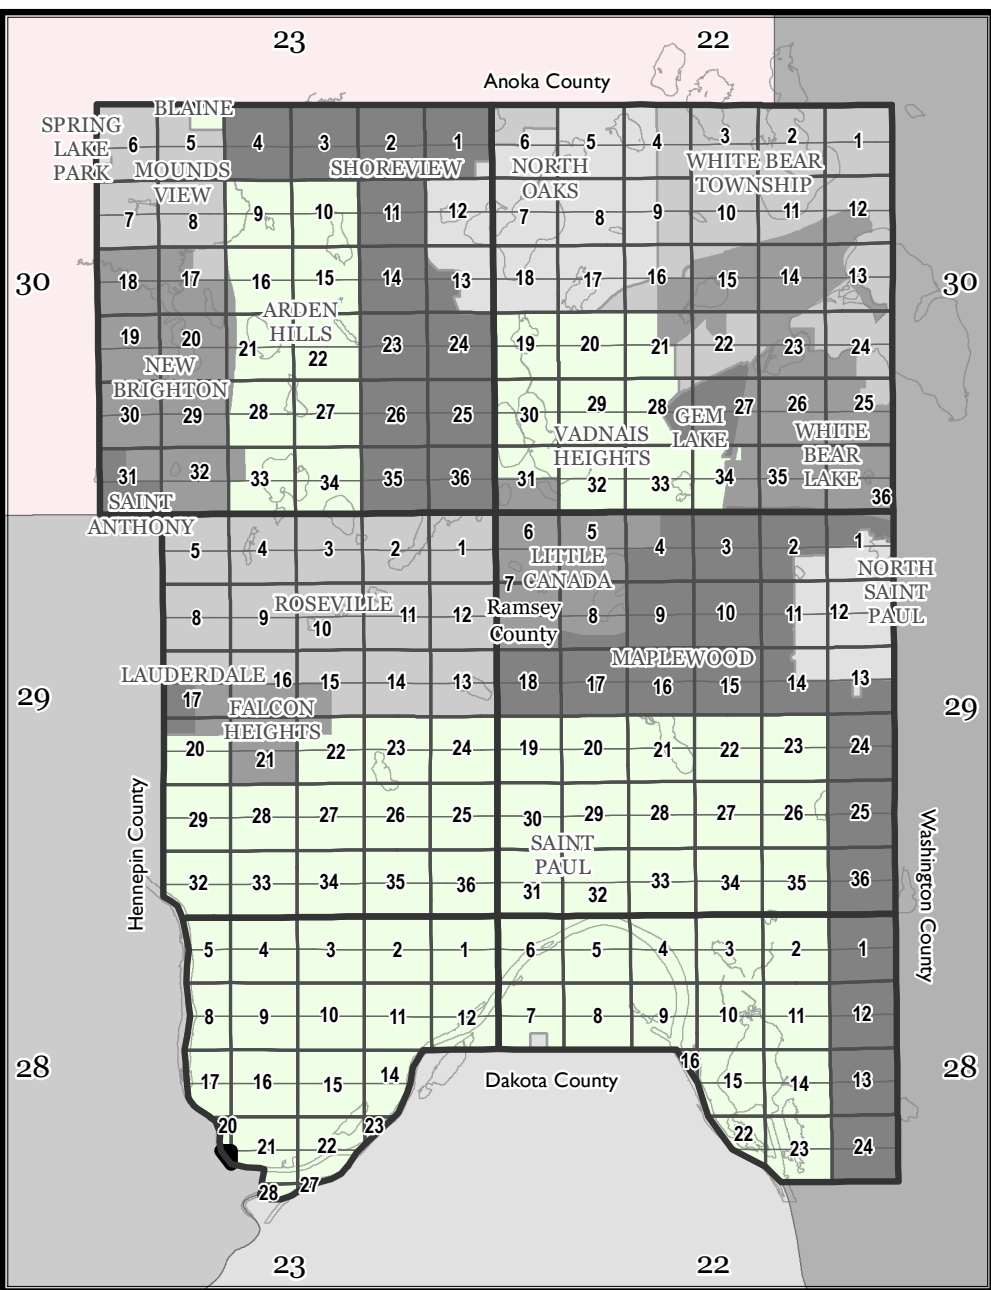 23 22
Anoka County
BLAINE
SPRING
LAKE
PARK
6 5 4 3 2 1 6 5 4 3 2 1
MOUNDS
VIEW
SHOREVIEW
NORTH
OAKS
WHITE BEAR
TOWNSHIP
7 8 9 10 11 12 7 8 9 10 11 12
30 18 17 16 15 14 13 18 17 16 15 14 13 30
ARDEN
HILLS
19 20 21 22 23 24 19 20 21 22 23 24
NEW
BRIGHTON
30 29 28 27 26 25 30 29 28 27 26 25
GEM
LAKE
VADNAIS
HEIGHTS
WHITE
BEAR
LAKE
31 32 33 34 35 36 31 32 33 34 35 36
SAINT
ANTHONY
5 4 3 2 1 6 5 4 3 2 1
LITTLE
CANADA
NORTH
SAINT
PAUL
8 9 10 11 12 7 8 9 10 11 12
ROSEVILLE
Ramsey
County
MAPLEWOOD
LAUDERDALE
29 17 16 15 14 13 18 17 16 15 14 13 29
FALCON
HEIGHTS
20 21 22 23 24 19 20 21 22 23 24
Hennepin County
29 28 27 26 25 30 29 28 27 26 25
Washington County
SAINT
PAUL
32 33 34 35 36 31 32 33 34 35 36
5 4 3 2 1 6 5 4 3 2 1
8 9 10 11 12 7 8 9 10 11 12
28 17 16 15 14 16 15 14 13 28
Dakota County
20 21 22 23 22 23 24
28 27
23 22